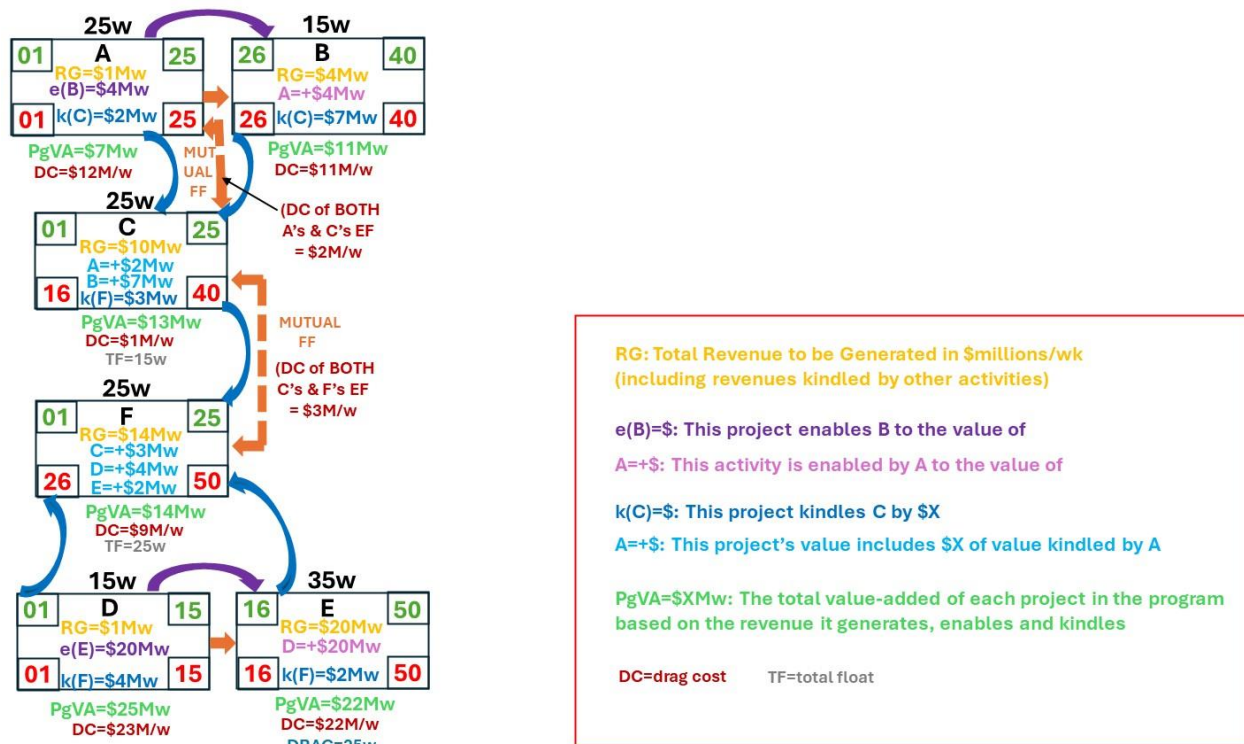 25w
15w
01
A
25
26
B
40
RG=$1Mw
RG=$4Mw
e(B)=$4Mw
A=+$4Mw
01
k(C)=$2Mw
25
26
k(C)=$7Mw
40
PgVA=$7Mw
DC=$12M/w
MUT
UAL
FF
PgVA=$11Mw
DC=$11M/w
(DC of BOTH
A's & C's EF
= $2M/w
25w
01
C
25
RG=$10Mw
A=+$2Mw
B=+$7Mw
16
k(F)=$3Mw
40
PgVA=$13Mw
DC=$1M/w
TF=15w
MUTUAL
FF
(DC of BOTH
C's & F's EF
= $3M/w
25w
01
F
25
RG=$14Mw
C=+$3Mw
D=+$4Mw
26
E=+$2Mw
50
PgVA=$14Mw
DC=$9M/w
TF=25w
15w
35w
01
D
15
16
E
50
RG=$1Mw
RG=$20Mw
e(E)=$20Mw
D=+$20Mw
01
k(F)=$4Mw
15
16
k(F)=$2Mw
50
PgVA=$25Mw
DC=$23M/w
PgVA=$22Mw
DC=$22M/w
DRAG=25w
RG: Total Revenue to be Generated in $millions/wk
(including revenues kindled by other activities)
e(B)=$: This project enables B to the value of
A=+$: This activity is enabled by A to the value of
k(C)=$: This project kindles C by $X
A=+$: This project's value includes $X of value kindled by A
PgVA=$XMw: The total value-added of each project in the program
based on the revenue it generates, enables and kindles
DC=drag cost
TF=total float